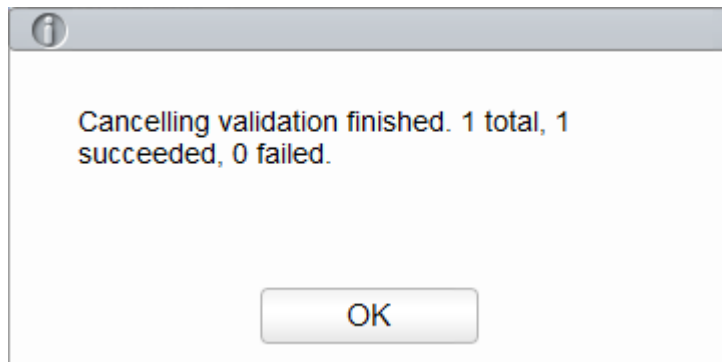 Cancelling validation finished. 1 total, 1
succeeded, 0 failed.
OK